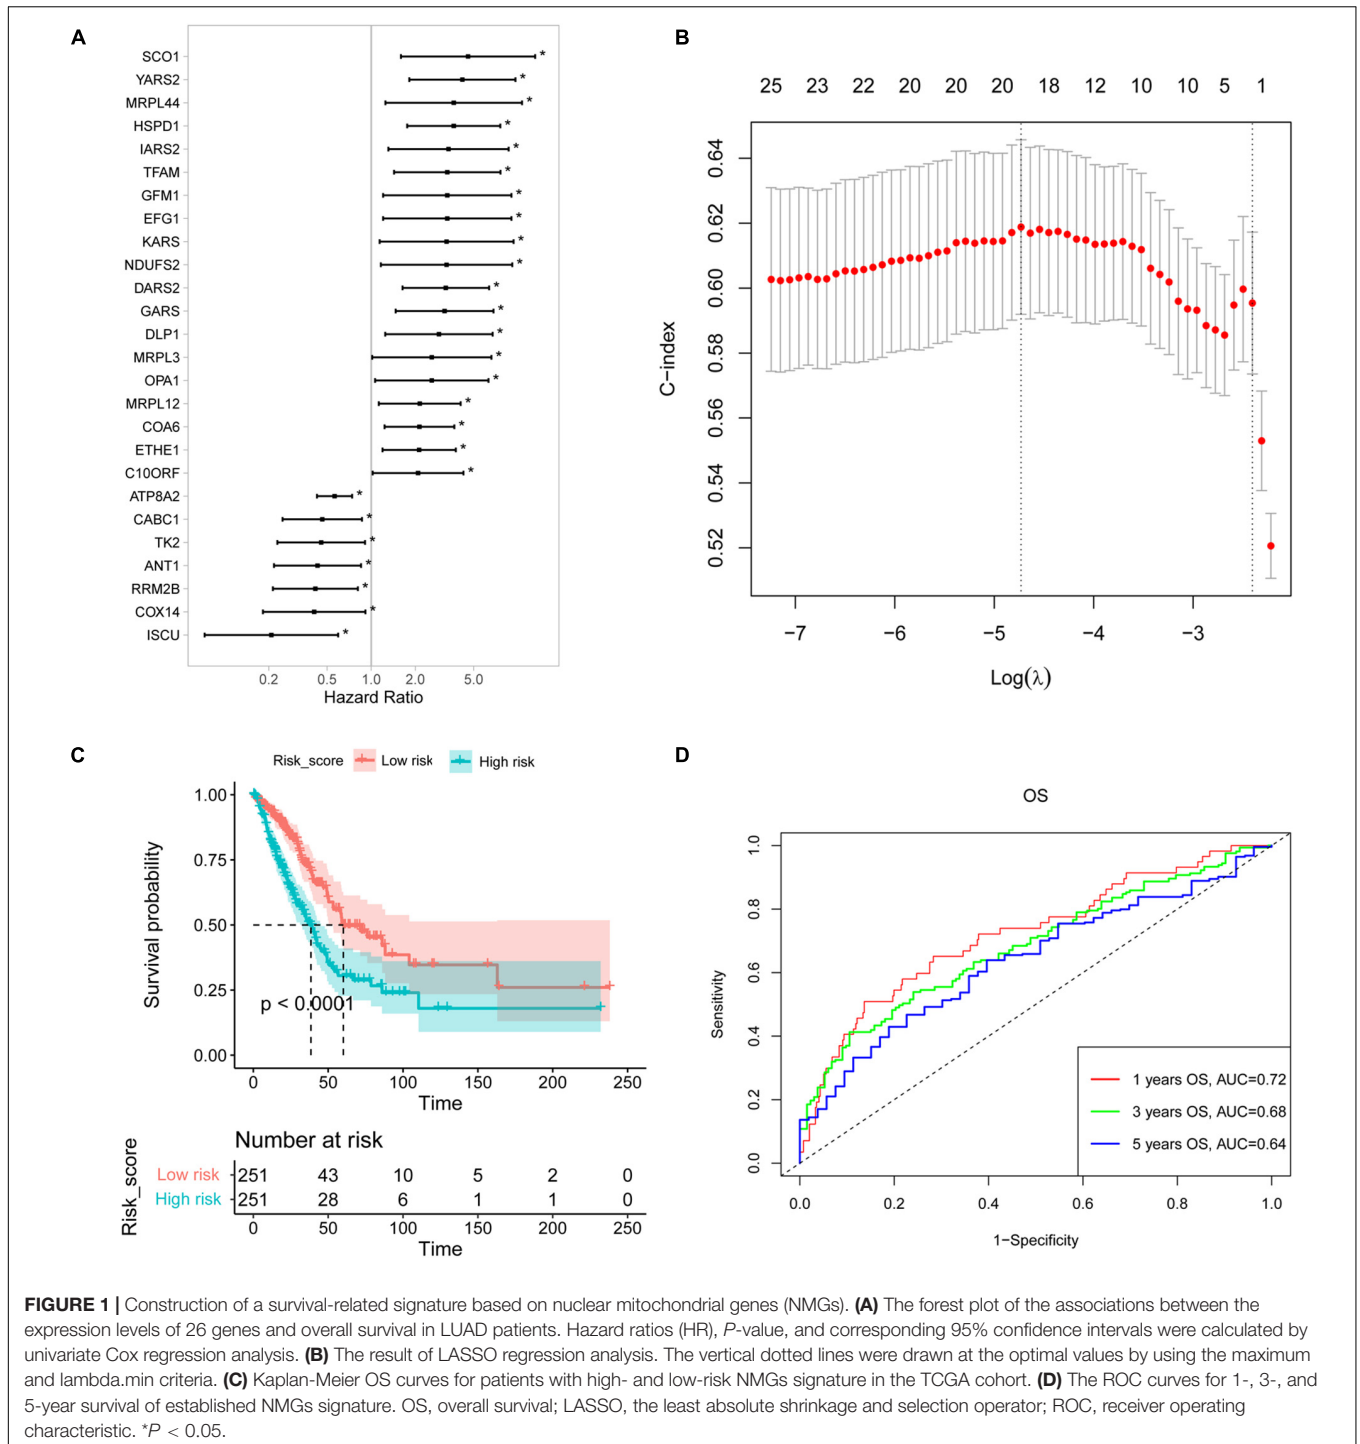 A
SCO1
YARS2
MRPL44
HSPD1
IARS2
TFAM
GFM1
EFG1
KARS
NDUFS2
DARS2
GARS
DLP1
MRPL3
OPA1
MRPL12
COA6
ETHE1
C10ORF
ATP8A2
CABC1
TK2
ANT1
RRM2B
COX14
ISCU
* * * * * * * * * * * * * * * * * * * * * * * * * *
0.2 0.5 1.0 2.0 5.0
Hazard Ratio
B
25 23 22 20 20 20 18 12 10 10 5 1
C-index
0.64
0.62
0.60
0.58
0.56
0.54
0.52
-7 -6 -5 -4 -3
Log(λ)
C
Risk_score Low risk High risk
Survival probability
1.00
0.75
0.50
0.25
0.00
p < 0.0001
0 50 100 150 200 250
Time
Number at risk
Risk_score
Low risk 251 43 10 5 2 0
High risk 251 28 6 1 1 0
0 50 100 150 200 250
Time
D
OS
Sensitivity
1.0
0.8
0.6
0.4
0.2
0.0
1 years OS, AUC=0.72
3 years OS, AUC=0.68
5 years OS, AUC=0.64
0.0 0.2 0.4 0.6 0.8 1.0
1-Specificity
FIGURE 1 | Construction of a survival-related signature based on nuclear mitochondrial genes (NMGs). (A) The forest plot of the associations between the
expression levels of 26 genes and overall survival in LUAD patients. Hazard ratios (HR), P-value, and corresponding 95% confidence intervals were calculated by
univariate Cox regression analysis. (B) The result of LASSO regression analysis. The vertical dotted lines were drawn at the optimal values by using the maximum
and lambda.min criteria. (C) Kaplan-Meier OS curves for patients with high- and low-risk NMGs signature in the TCGA cohort. (D) The ROC curves for 1-, 3-, and
5-year survival of established NMGs signature. OS, overall survival; LASSO, the least absolute shrinkage and selection operator; ROC, receiver operating
characteristic. *P < 0.05.